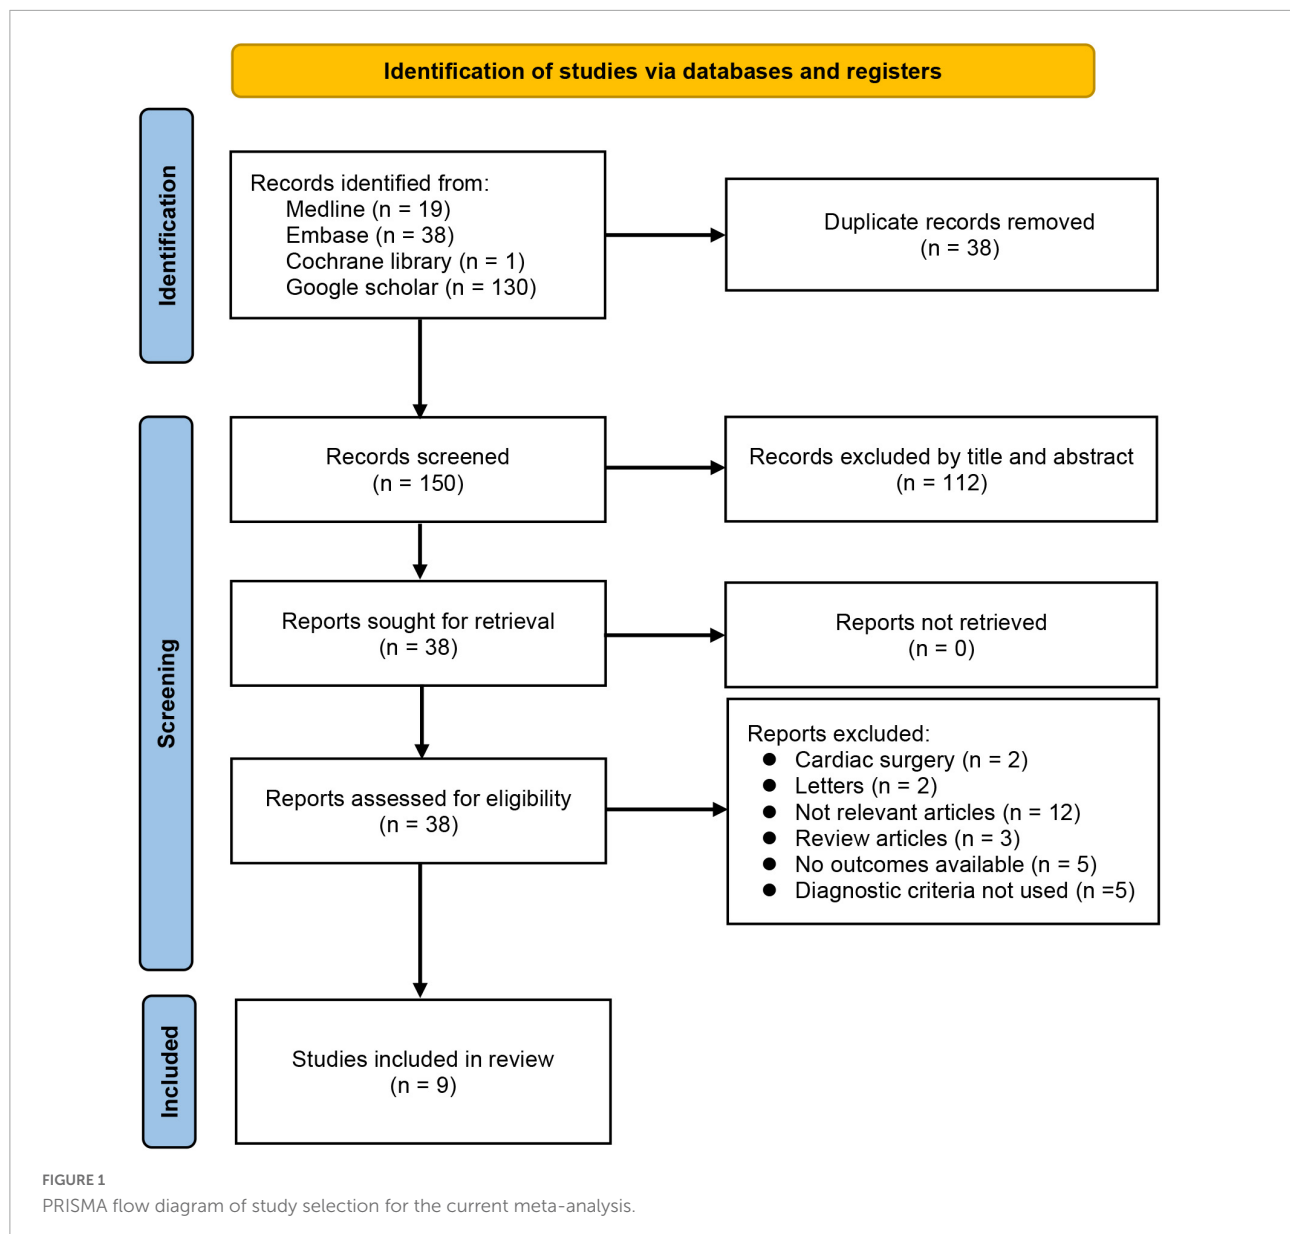 Identification of studies via databases and registers
Identification
Records identified from:
Medline (n = 19)
Embase (n = 38)
Cochrane library (n = 1)
Google scholar (n = 130)
Duplicate records removed
(n = 38)
Screening
Records screened
(n = 150)
Records excluded by title and abstract
(n = 112)
Reports sought for retrieval
(n = 38)
Reports not retrieved
(n = 0)
Reports assessed for eligibility
(n = 38)
Reports excluded:
● Cardiac surgery (n = 2)
● Letters (n = 2)
● Not relevant articles (n = 12)
● Review articles (n = 3)
● No outcomes available (n = 5)
● Diagnostic criteria not used (n =5)
Included
Studies included in review
(n = 9)
FIGURE 1
PRISMA flow diagram of study selection for the current meta-analysis.